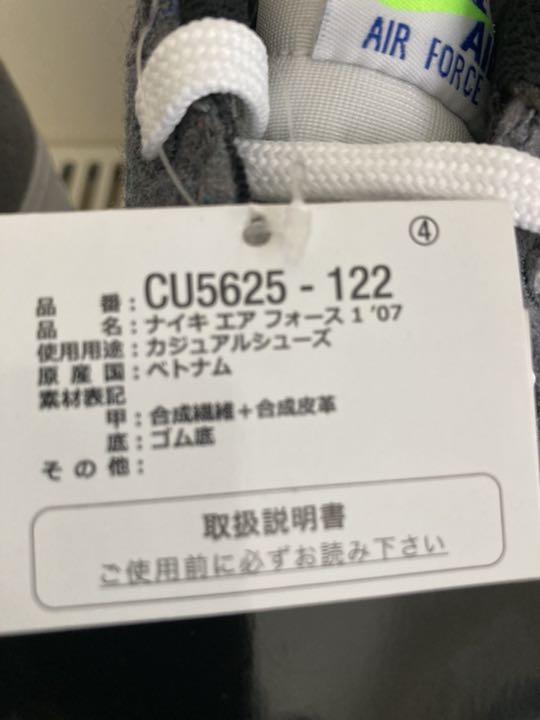 AI
AIR FORCE
④
品 番 : CU5625 - 122
品 名 : ナイキ エア フォース 1 '07
使用用途 : カジュアルシューズ
原 産 国 : ベトナム
素材表記
甲 : 合成繊維+合成皮革
底 : ゴム底
そ の 他 :
取扱説明書
ご使用前に必ずお読み下さい